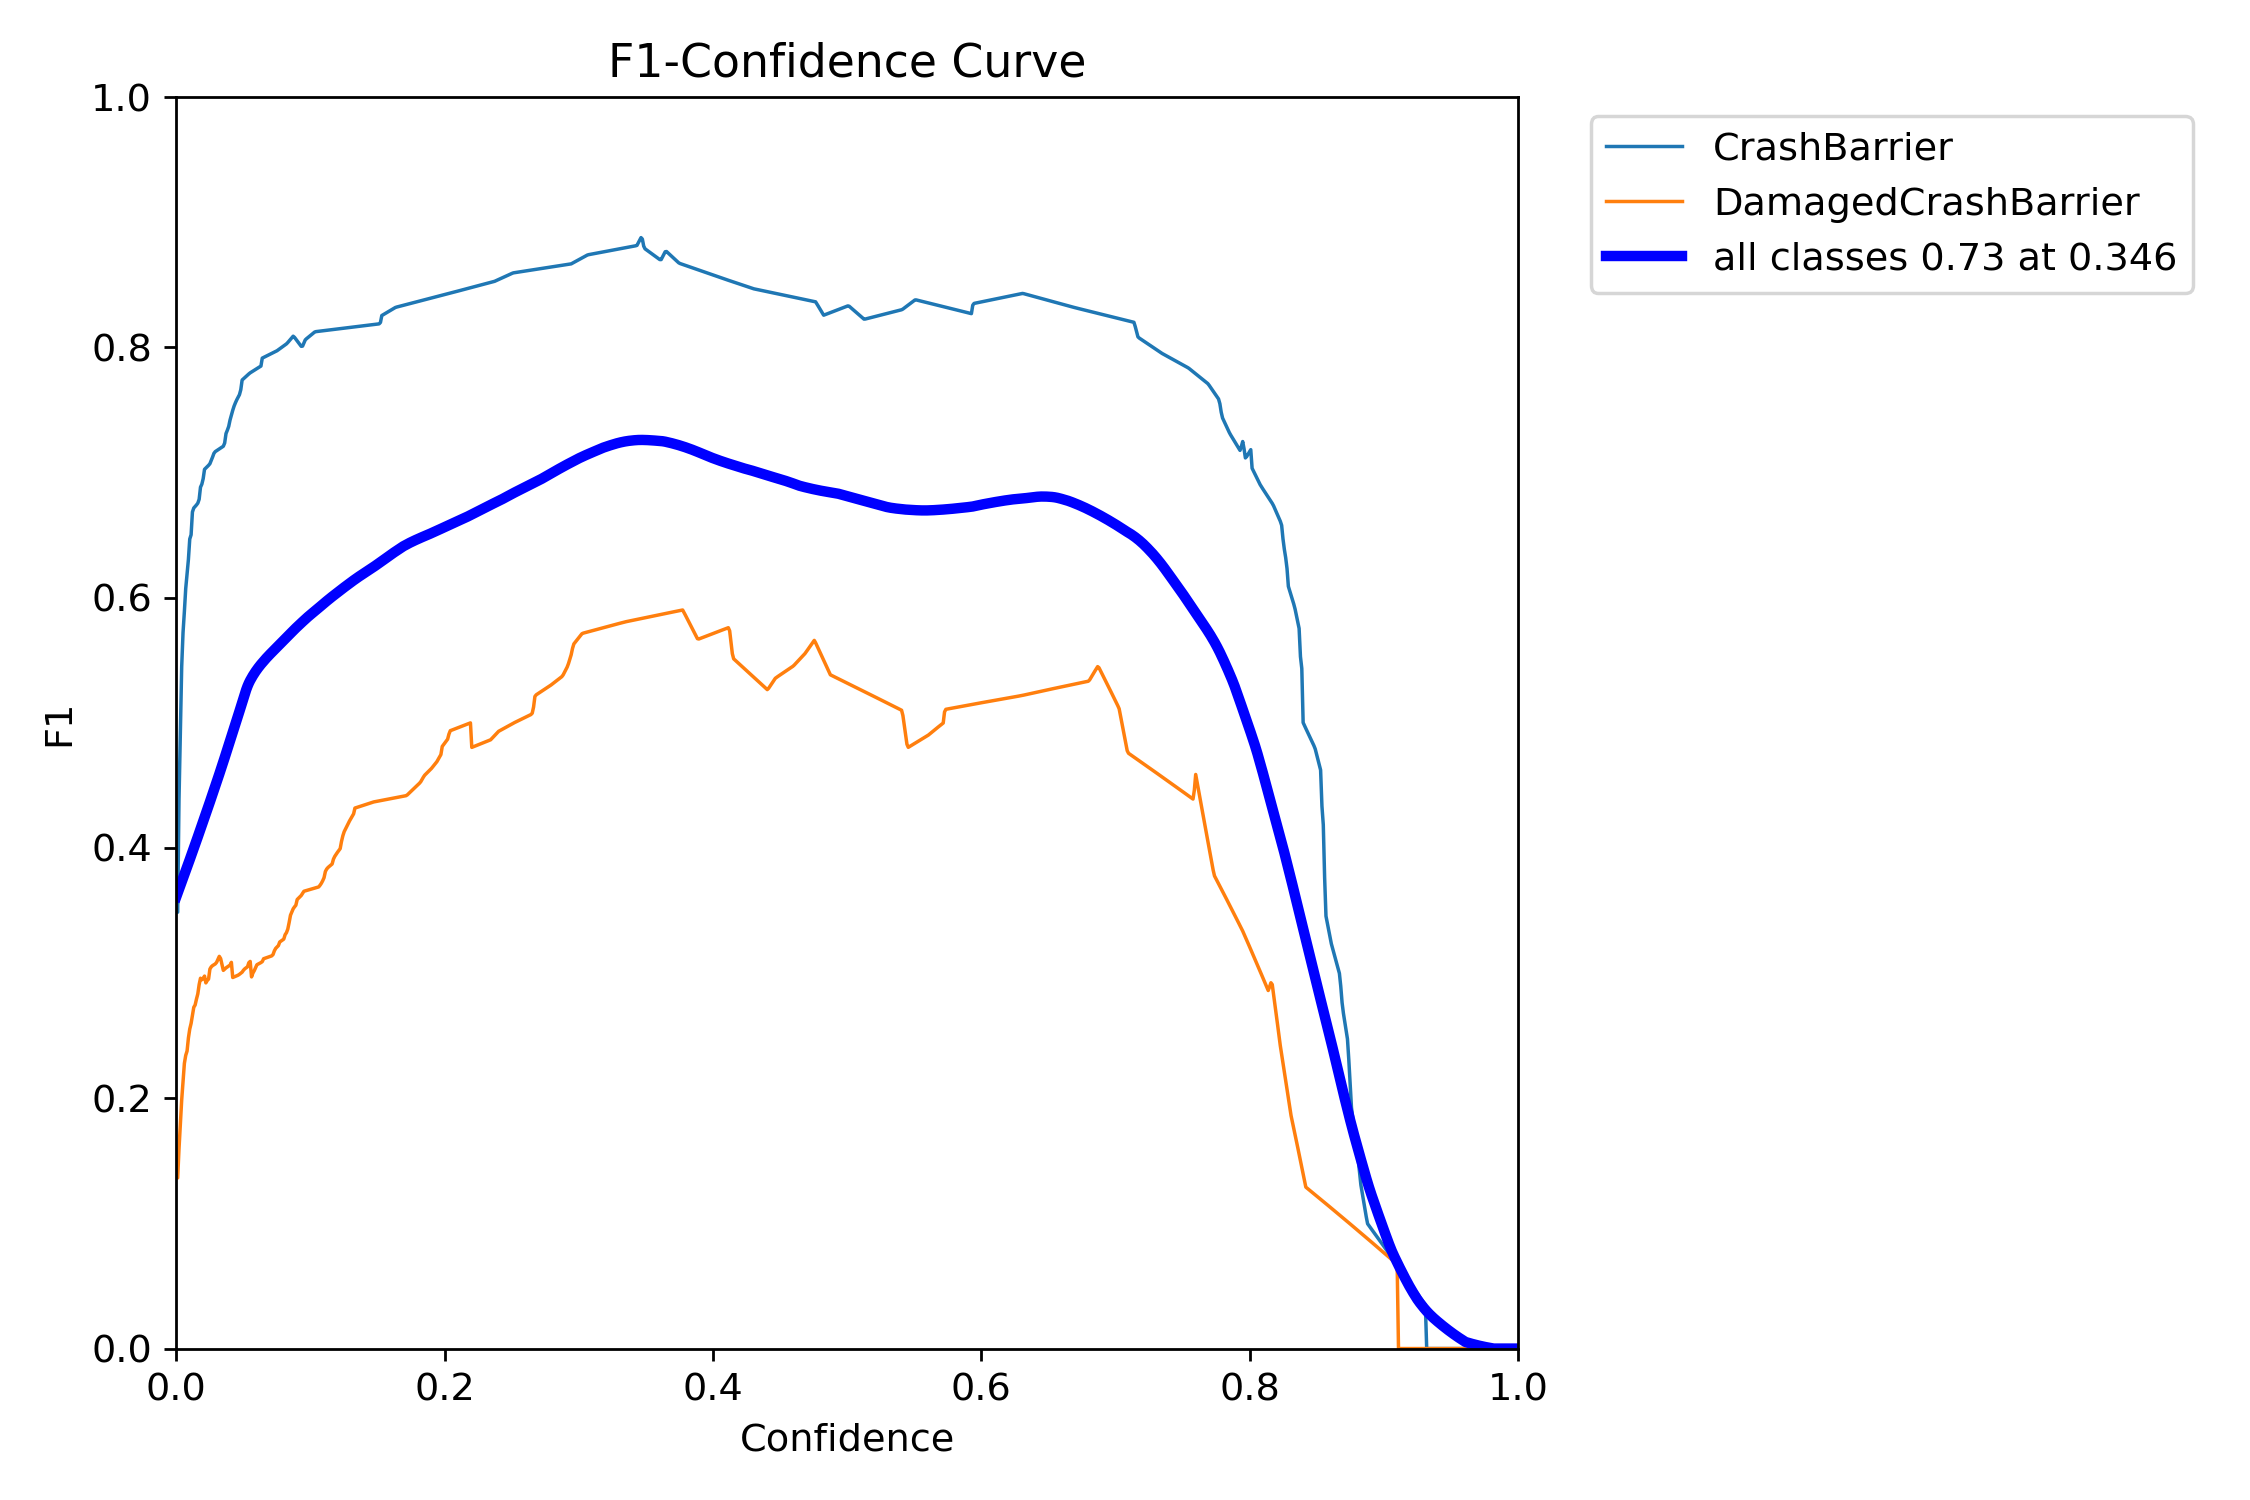 F1-Confidence Curve
CrashBarrier
DamagedCrashBarrier
all classes 0.73 at 0.346
1.0
0.8
0.6
0.4
0.2
0.0
F1
0.0 0.2 0.4 0.6 0.8 1.0
Confidence